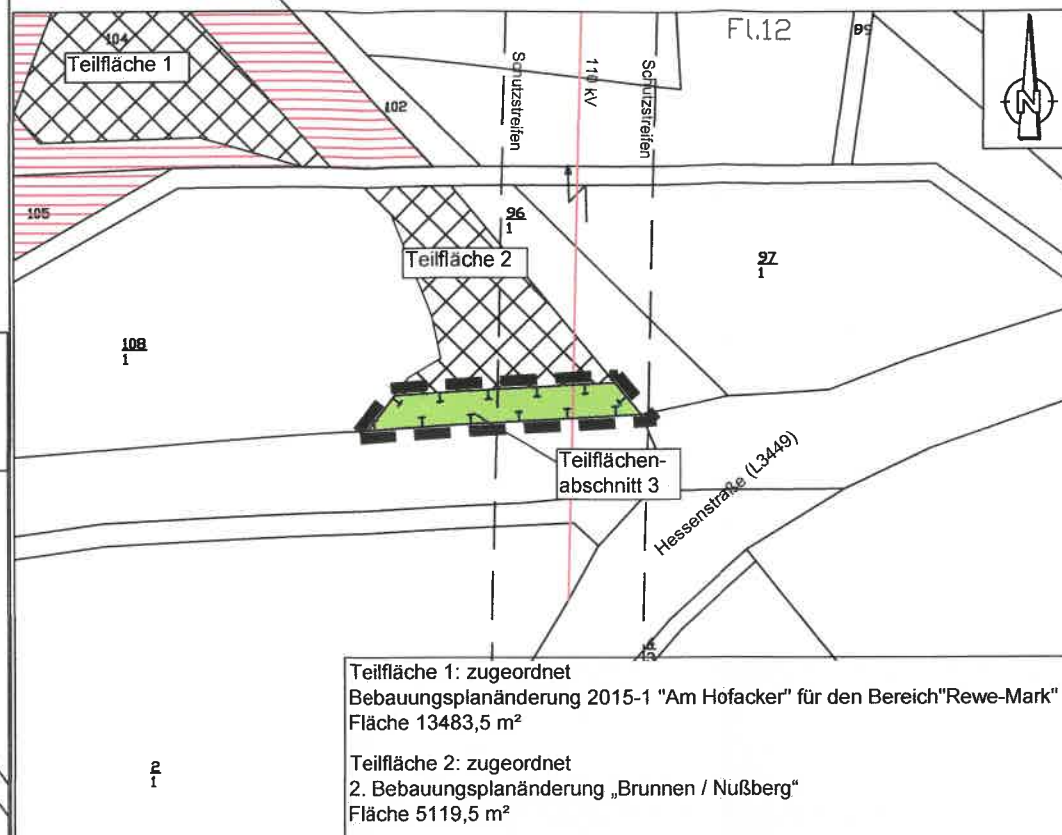 Fl.12
99
N
104
Teilfläche 1
102
105
Schutzstreifen
110 kV
Schutzstreifen
96
1
97
1
Teilfläche 2
108
1
Teilflächen-
abschnitt 3
Hessenstraße (L3449)
2
1
Teilfläche 1: zugeordnet
Bebauungsplanänderung 2015-1 "Am Hofacker" für den Bereich"Rewe-Mark"
Fläche 13483,5 m²
Teilfläche 2: zugeordnet
2. Bebauungsplanänderung „Brunnen / Nußberg“
Fläche 5119,5 m²